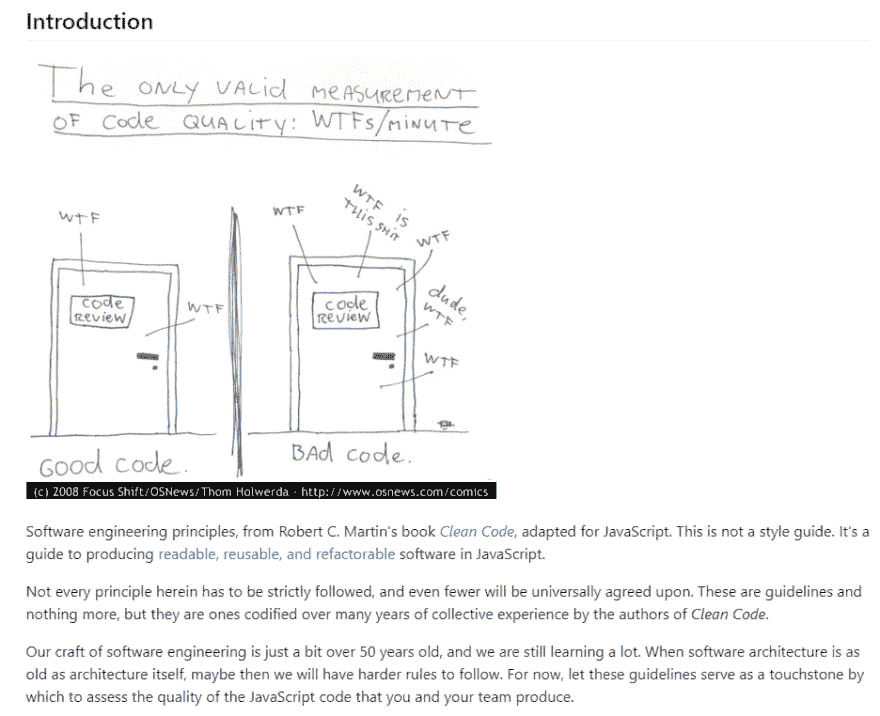 Introduction
The ONLY VALid MEASUREMENT
OF Code QUALITY: WTFs/MINUTE
WTF
code
REVIEW
WTF
GOOD code.
WTF
WTF IS
THIS SHIT
WTF
code
REVIEW
dude,
WTF
WTF
BAd code.
(c) 2008 Focus Shift/OSNews/Thom Holwerda - http://www.osnews.com/comics
Software engineering principles, from Robert C. Martin's book Clean Code, adapted for JavaScript. This is not a style guide. It's a
guide to producing readable, reusable, and refactorable software in JavaScript.
Not every principle herein has to be strictly followed, and even fewer will be universally agreed upon. These are guidelines and
nothing more, but they are ones codified over many years of collective experience by the authors of Clean Code.
Our craft of software engineering is just a bit over 50 years old, and we are still learning a lot. When software architecture is as
old as architecture itself, maybe then we will have harder rules to follow. For now, let these guidelines serve as a touchstone by
which to assess the quality of the JavaScript code that you and your team produce.